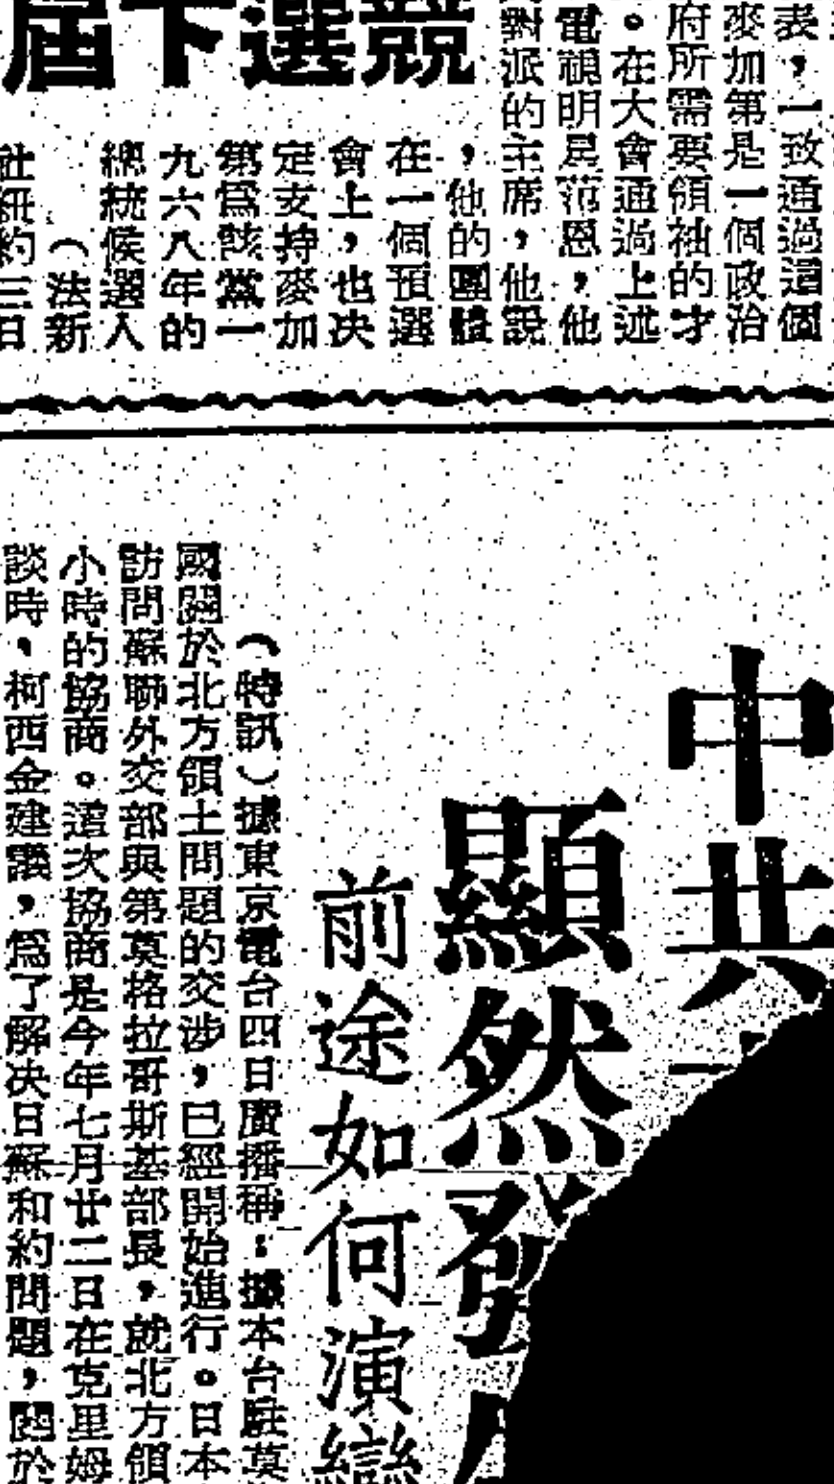 競選下屆
表，一致通過這個
麥加第是一個政治
府所需要領袖的才
。在大會通過上述
電視明星范恩，他
對派的主席，他說
，他的團體
在一個預選
會上，也決
定支持麥加
第爲該黨一
九六八年的
總統候選人
（法新
社紐約三日
中共
顯然發
前途如何演變
（特訊）據東京電台四日廣播稱：據本台駐莫
國關於北方領土問題的交涉，已經開始進行。日本
訪問蘇聯外交部與第莫格拉哥斯基部長，就北方領
小時的協商。這次協商是今年七月廿二日在克里姆
談時，柯西金建議，爲了解决日蘇和約問題，關於